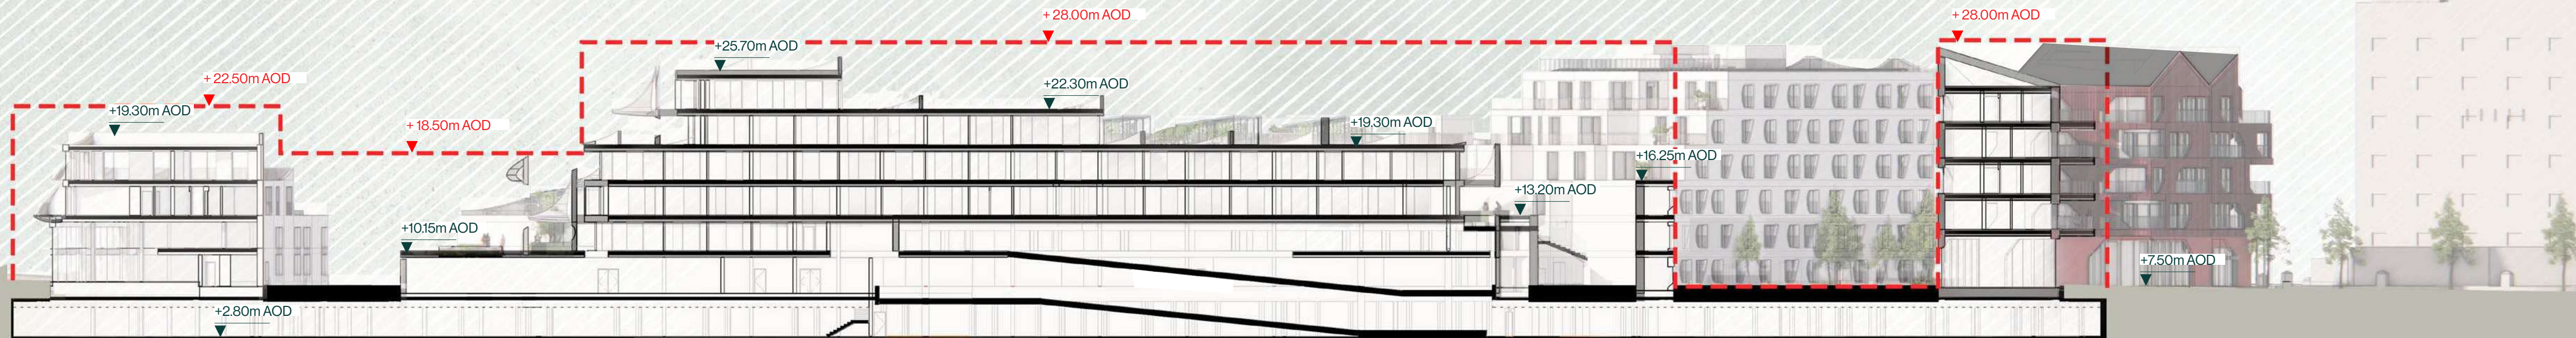 + 28.00m AOD
+ 28.00m AOD
+25.70m AOD
+ 22.50m AOD
+22.30m AOD
+19.30m AOD
+ 18.50m AOD
+19.30m AOD
+16.25m AOD
+13.20m AOD
+10.15m AOD
+7.50m AOD
+2.80m AOD